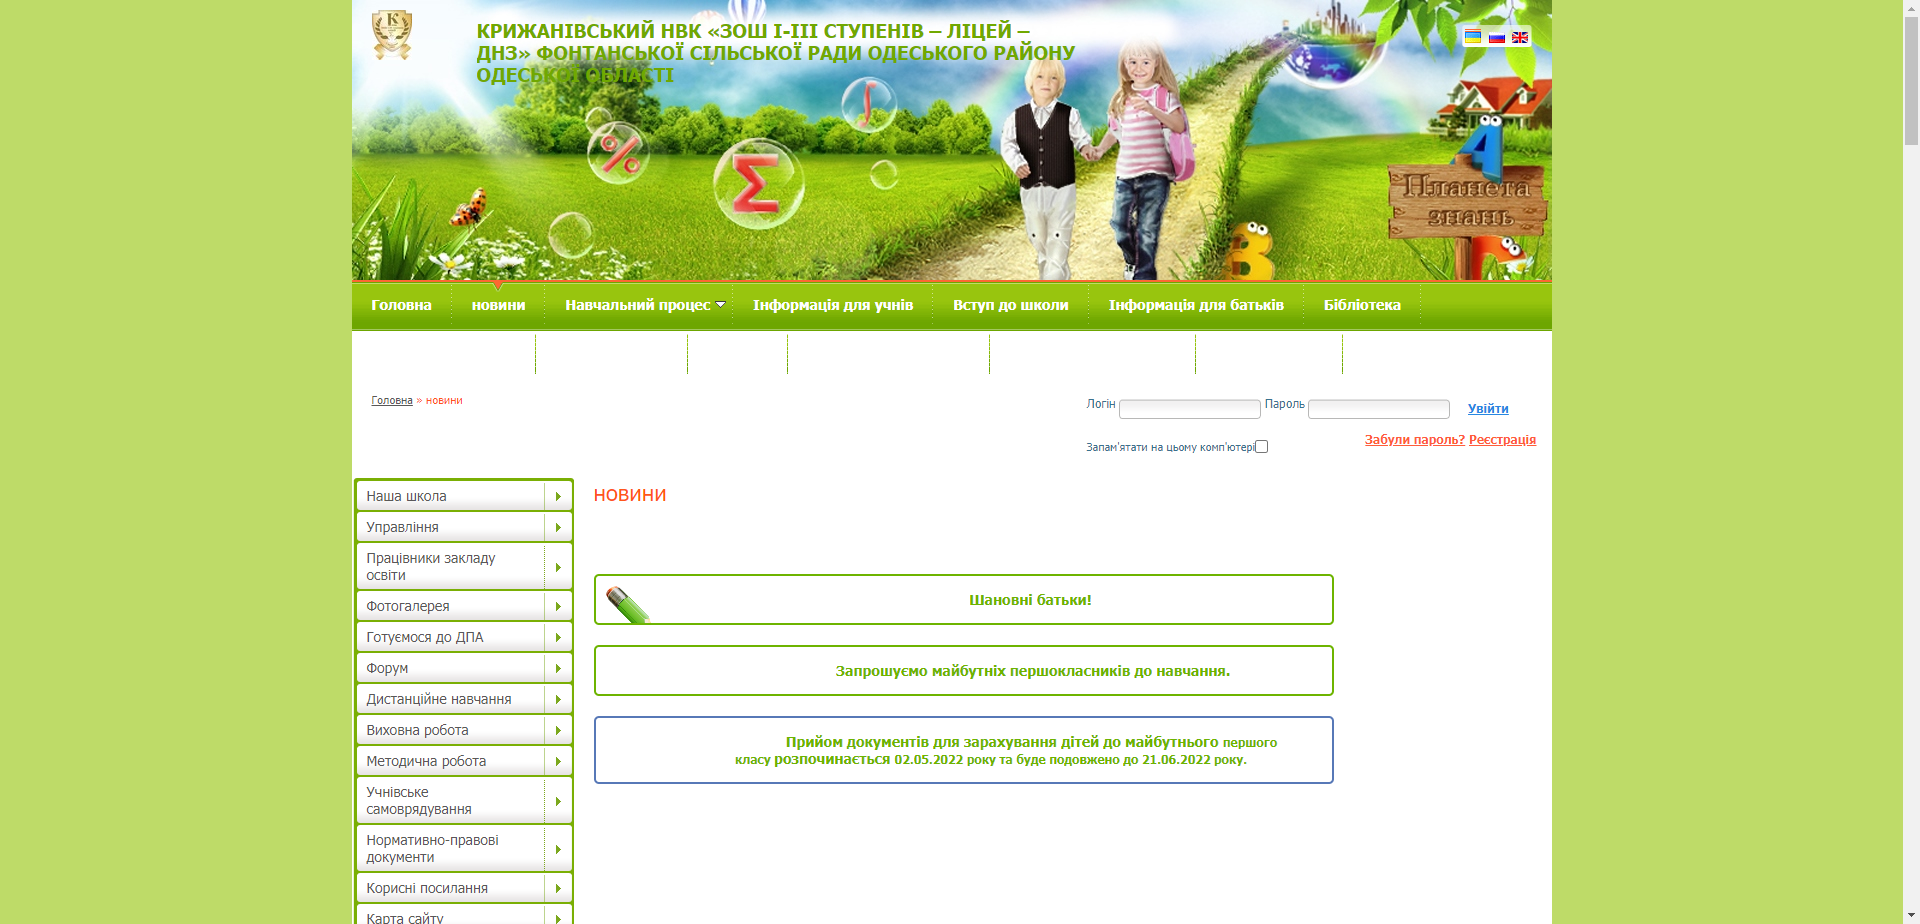 КРИЖАНІВСЬКИЙ НВК «ЗОШ І-ІІІ СТУПЕНІВ – ЛІЦЕЙ –
ДНЗ» ФОНТАНСЬКОЇ СІЛЬСЬКОЇ РАДИ ОДЕСЬКОГО РАЙОНУ
ОДЕСЬКОЇ ОБЛАСТІ
Планета
знань
Головна
новини
Навчальний процес
Інформація для учнів
Вступ до школи
Інформація для батьків
Бібліотека
Головна » новини
Логін
Пароль
Увійти
Запам'ятати на цьому комп'ютері
Забули пароль? Реєстрація
Наша школа
Управління
Працівники закладу
освіти
Фотогалерея
Готуємося до ДПА
Форум
Дистанційне навчання
Виховна робота
Методична робота
Учнівське
самоврядування
Нормативно-правові
документи
Корисні посилання
Карта сайту
НОВИНИ
Шановні батьки!
Запрошуємо майбутніх першокласників до навчання.
Прийом документів для зарахування дітей до майбутнього першого
класу розпочинається 02.05.2022 року та буде подовжено до 21.06.2022 року.